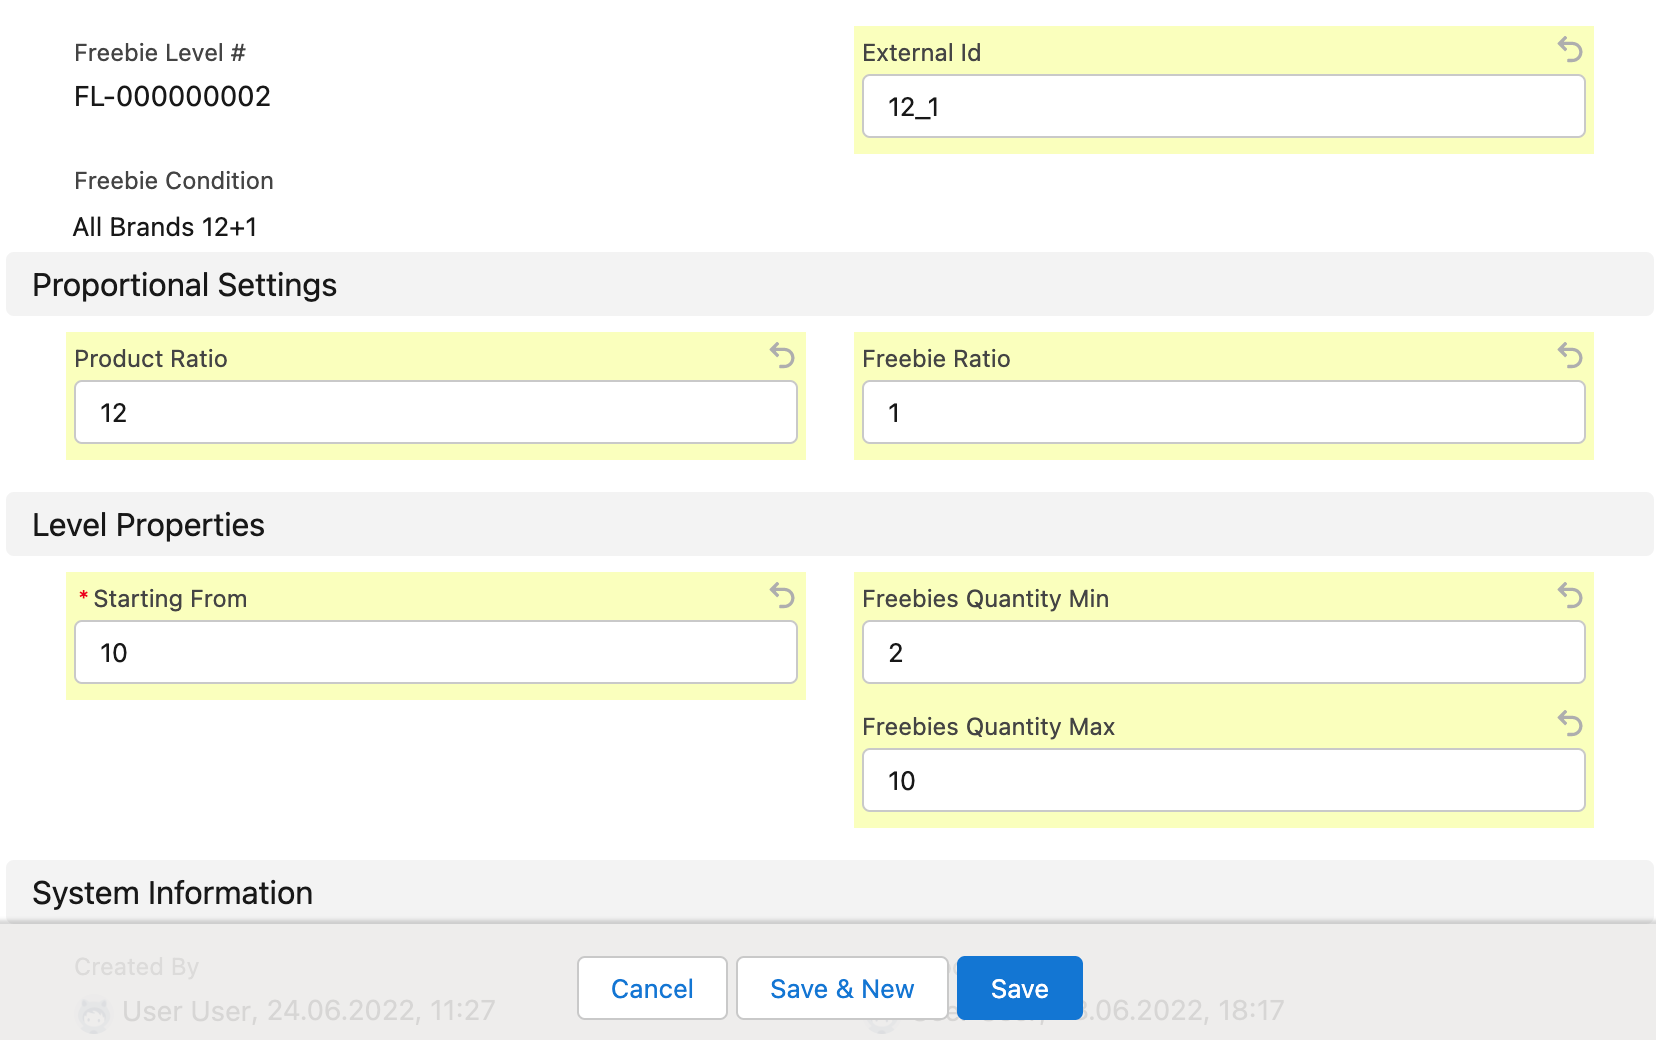 Freebie Level #
FL-000000002
External Id
12_1
Freebie Condition
All Brands 12+1
Proportional Settings
Product Ratio
12
Freebie Ratio
1
Level Properties
* Starting From
10
Freebies Quantity Min
2
Freebies Quantity Max
10
System Information
Created By
User User, 24.06.2022, 11:27
.06.2022, 18:17
Cancel
Save & New
Save